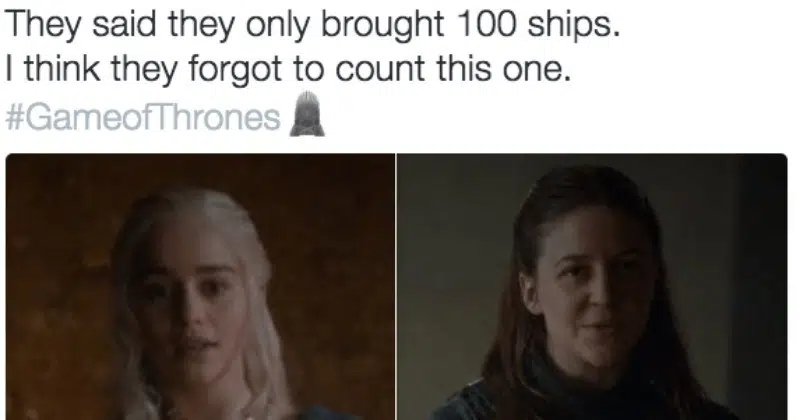 They said they only brought 100 ships.
I think they forgot to count this one.
#GameofThrones